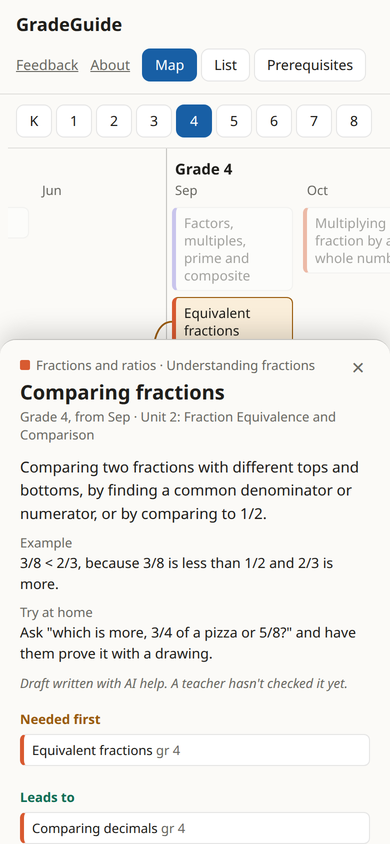 GradeGuide
Feedback About Map List Prerequisites
K 1 2 3 4 5 6 7 8
Grade 4
Jun Sep Oct
Factors,
multiples,
prime and
composite
Multiplying
fraction by a
whole numb
Equivalent
fractions
Fractions and ratios · Understanding fractions ×
Comparing fractions
Grade 4, from Sep · Unit 2: Fraction Equivalence and
Comparison
Comparing two fractions with different tops and
bottoms, by finding a common denominator or
numerator, or by comparing to 1/2.
Example
3/8 < 2/3, because 3/8 is less than 1/2 and 2/3 is
more.
Try at home
Ask "which is more, 3/4 of a pizza or 5/8?" and have
them prove it with a drawing.
Draft written with AI help. A teacher hasn't checked it yet.
Needed first
Equivalent fractions gr 4
Leads to
Comparing decimals gr 4